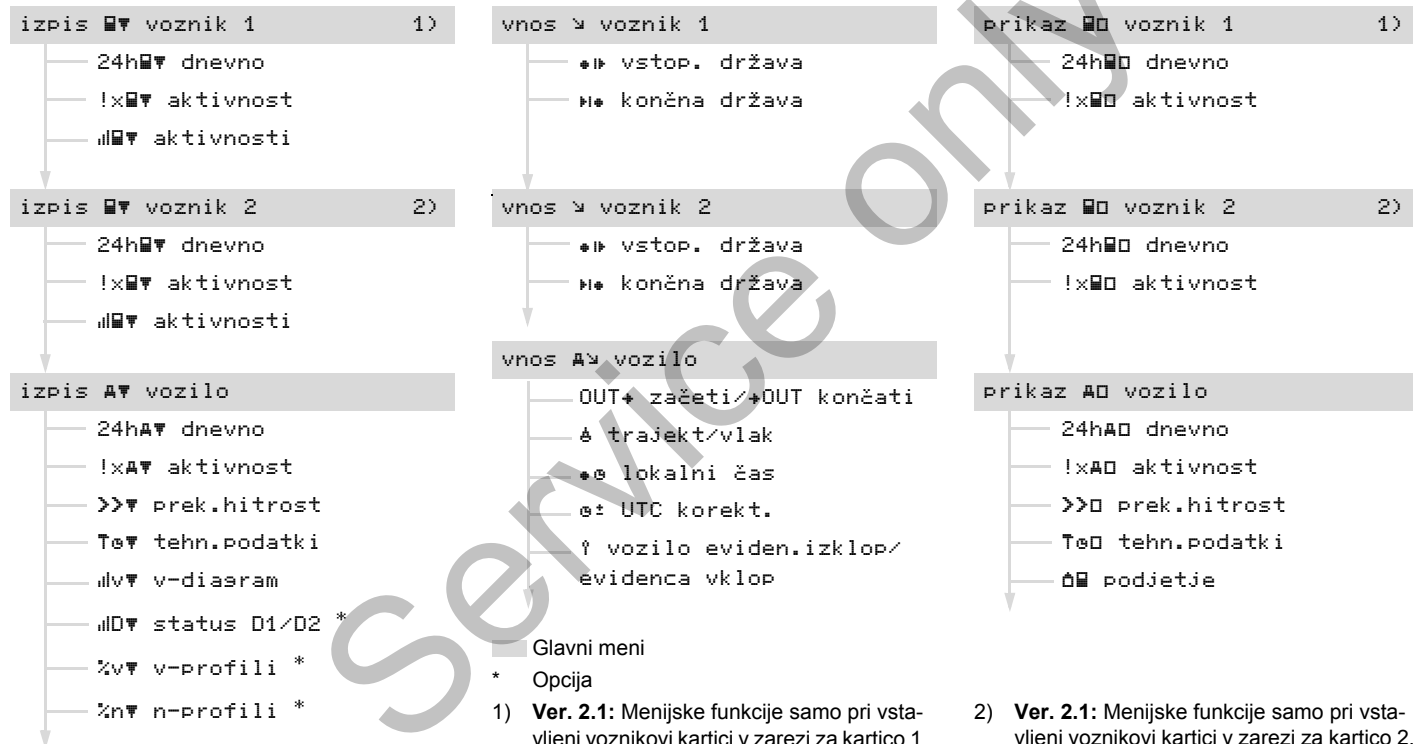 izpis voznik 1 1)
24h dnevno
!x aktivnost
aktivnosti
izpis voznik 2 2)
24h dnevno
!x aktivnost
aktivnosti
izpis vozilo
24h dnevno
!x aktivnost
>> prek.hitrost
tehn.podatki
v v-diagram
D status D1/D2 *
%v v-profili *
%n n-profili *
vnos voznik 1
vstop. država
končna država
vnos voznik 2
vstop. država
končna država
vnos vozilo
OUT začeti/OUT končati
trajekt/vlak
lokalni čas
UTC korekt.
vozilo eviden.izklop/
evidenca vklop
Glavni meni
* Opcija
1) Ver. 2.1: Menijske funkcije samo pri vsta-
vljeni voznikovi kartici v zarezi za kartico 1.
prikaz voznik 1 1)
24h dnevno
!x aktivnost
prikaz voznik 2 2)
24h dnevno
!x aktivnost
prikaz vozilo
24h dnevno
!x aktivnost
>> prek.hitrost
tehn.podatki
podjetje
2) Ver. 2.1: Menijske funkcije samo pri vsta-
vljeni voznikovi kartici v zarezi za kartico 2.
Service only